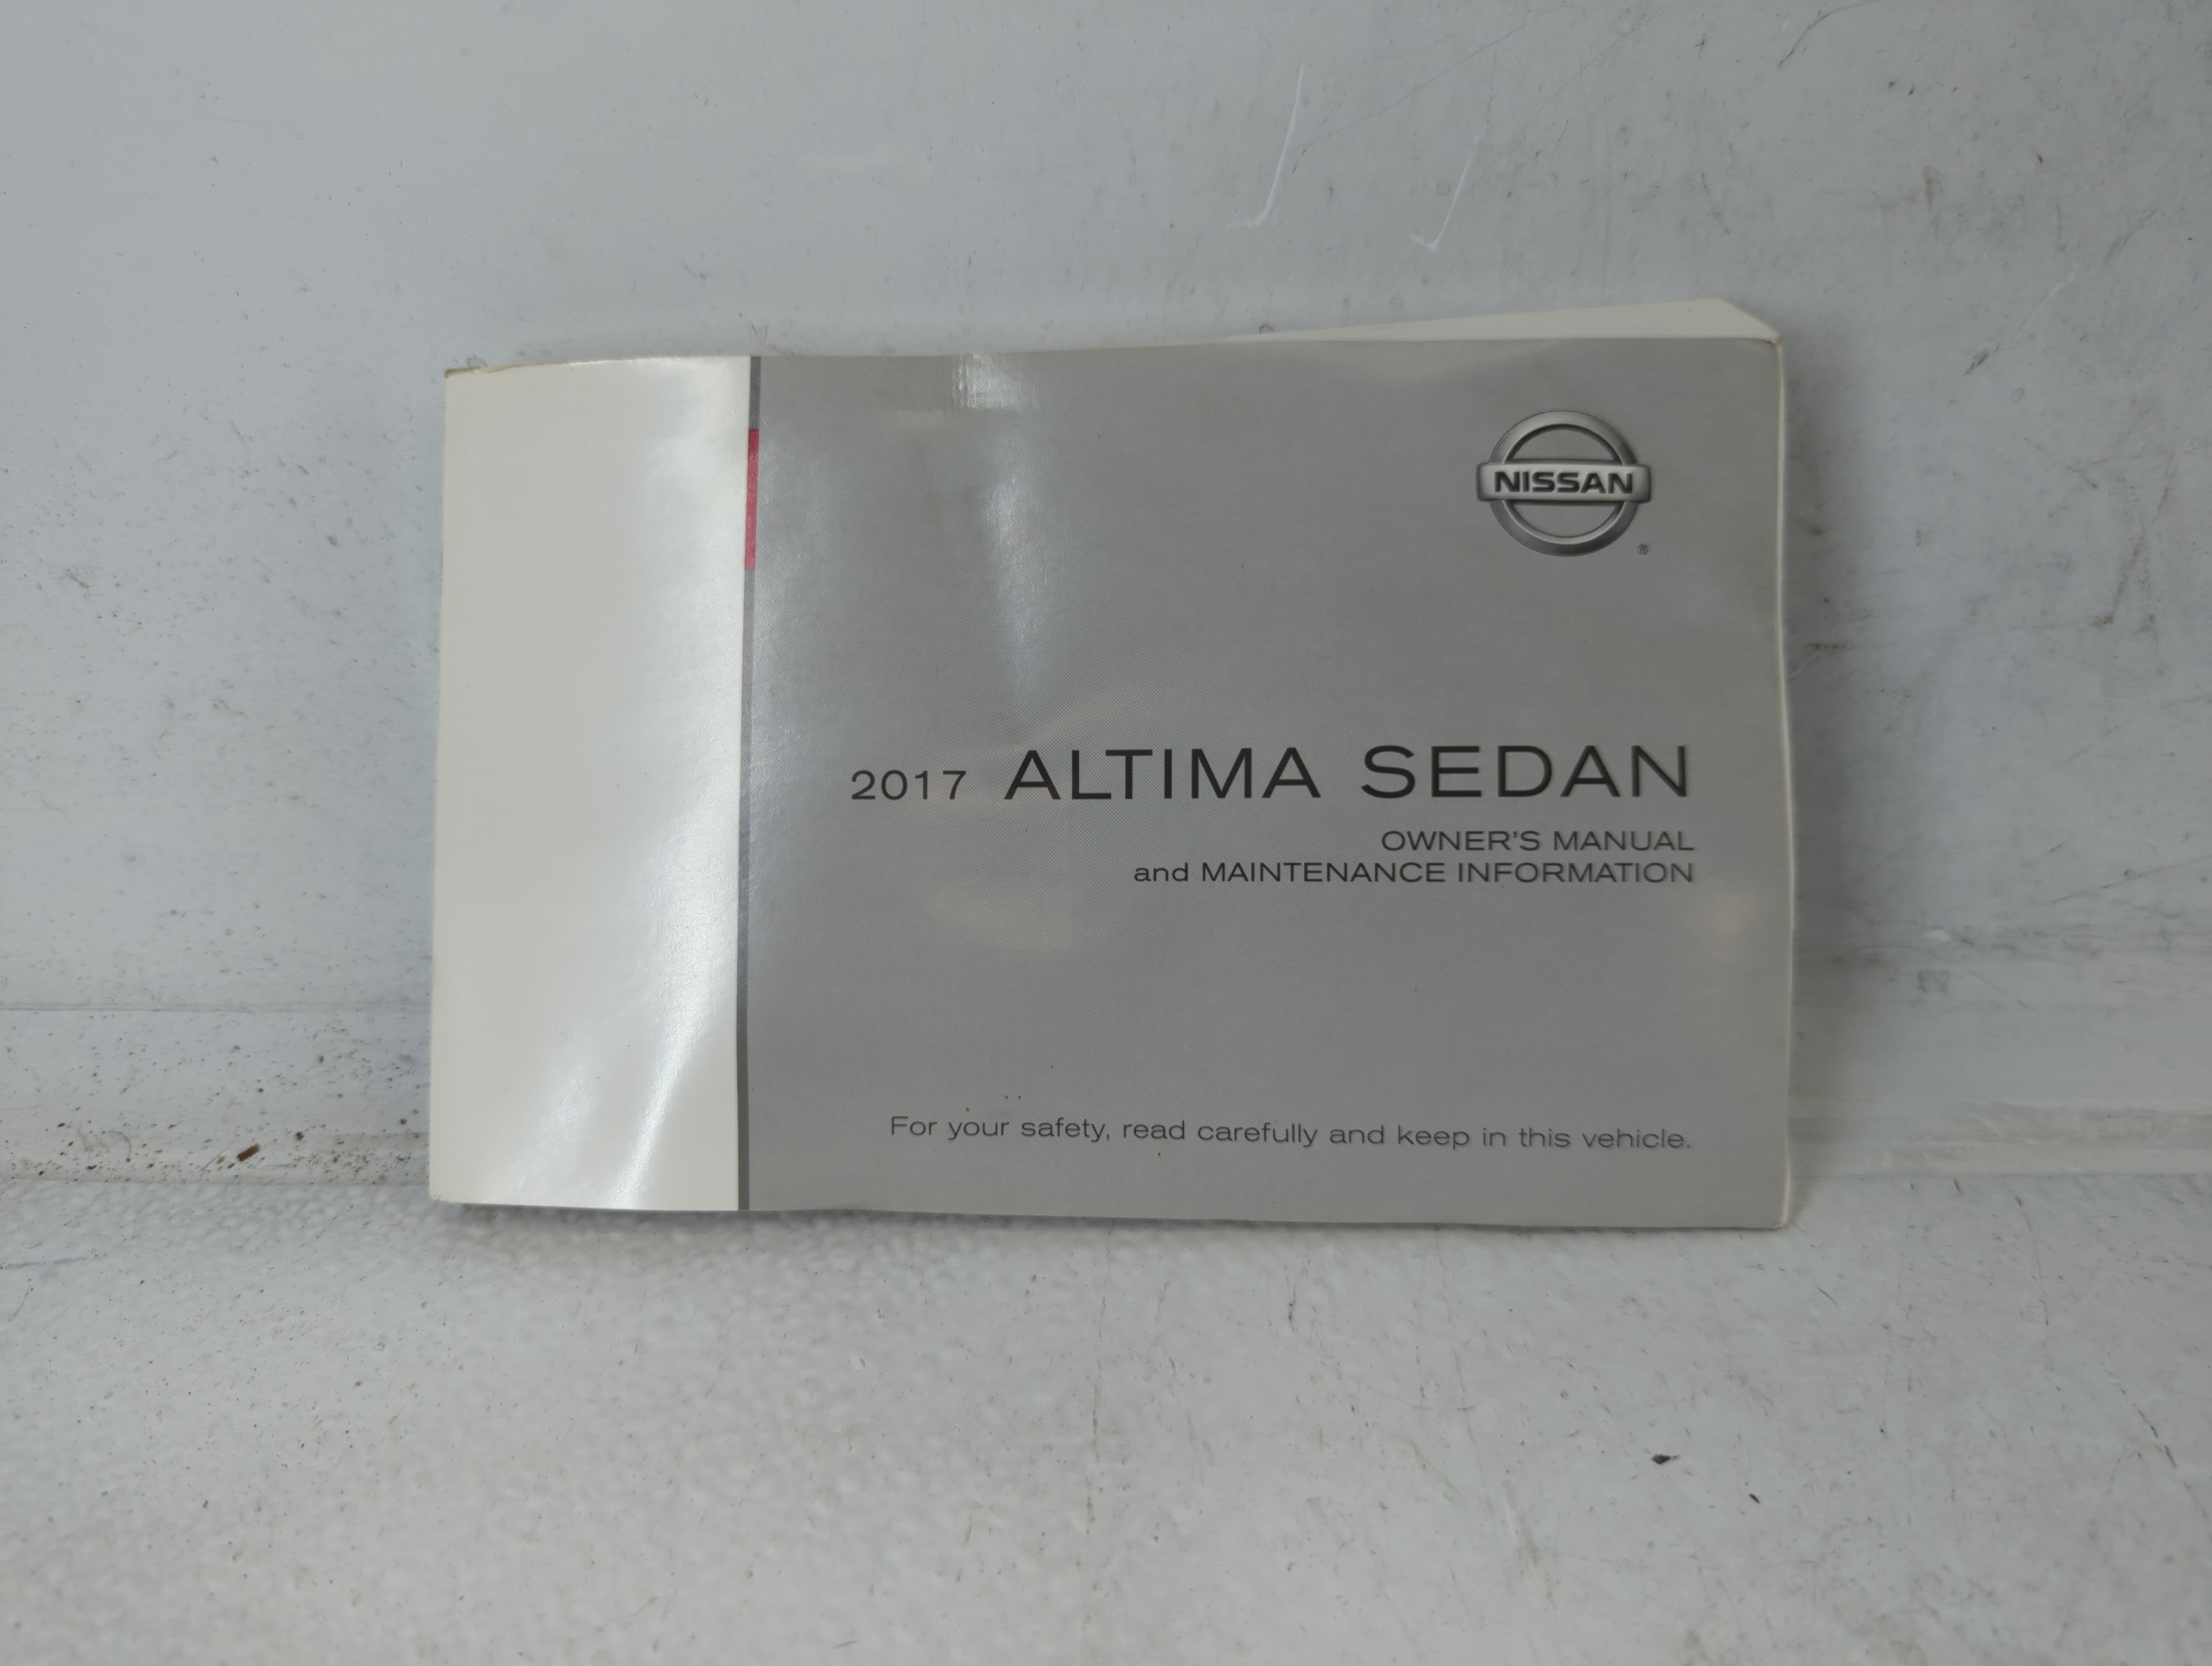 NISSAN
®
2017 ALTIMA SEDAN
OWNER'S MANUAL
and MAINTENANCE INFORMATION
For your safety, read carefully and keep in this vehicle.